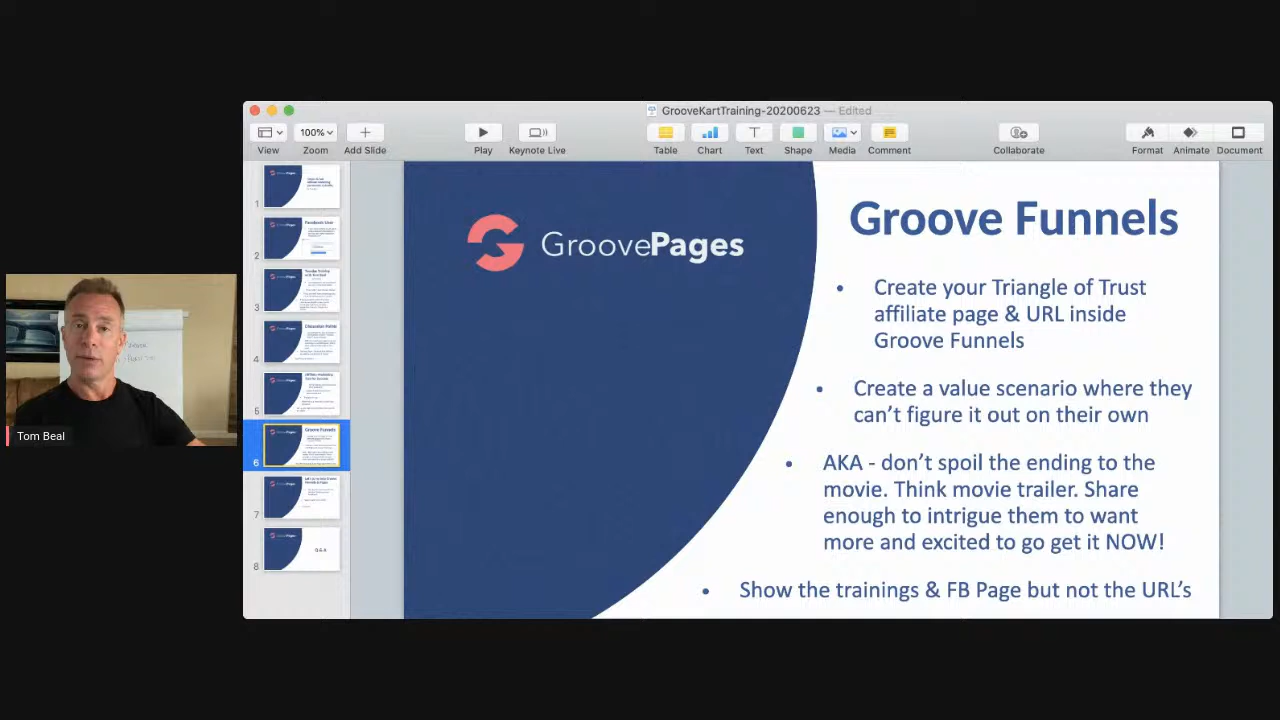 GrooveKartTraining-20200623 — Edited
100%
View
Zoom
Add Slide
Play
Keynote Live
Table
Chart
Text
Shape
Media
Comment
Collaborate
Format
Animate
Document
1
2
3
4
5
6
7
8
Groove Funnels
Q & A
GroovePages
Groove Funnels
• Create your Triangle of Trust
affiliate page & URL inside
Groove Funnels
• Create a value scenario where they
can't figure it out on their own
• AKA - don't spoil the ending to the
movie. Think movie trailer. Share
enough to intrigue them to want
more and excited to go get it NOW!
• Show the trainings & FB Page but not the URL's
Tom Beal